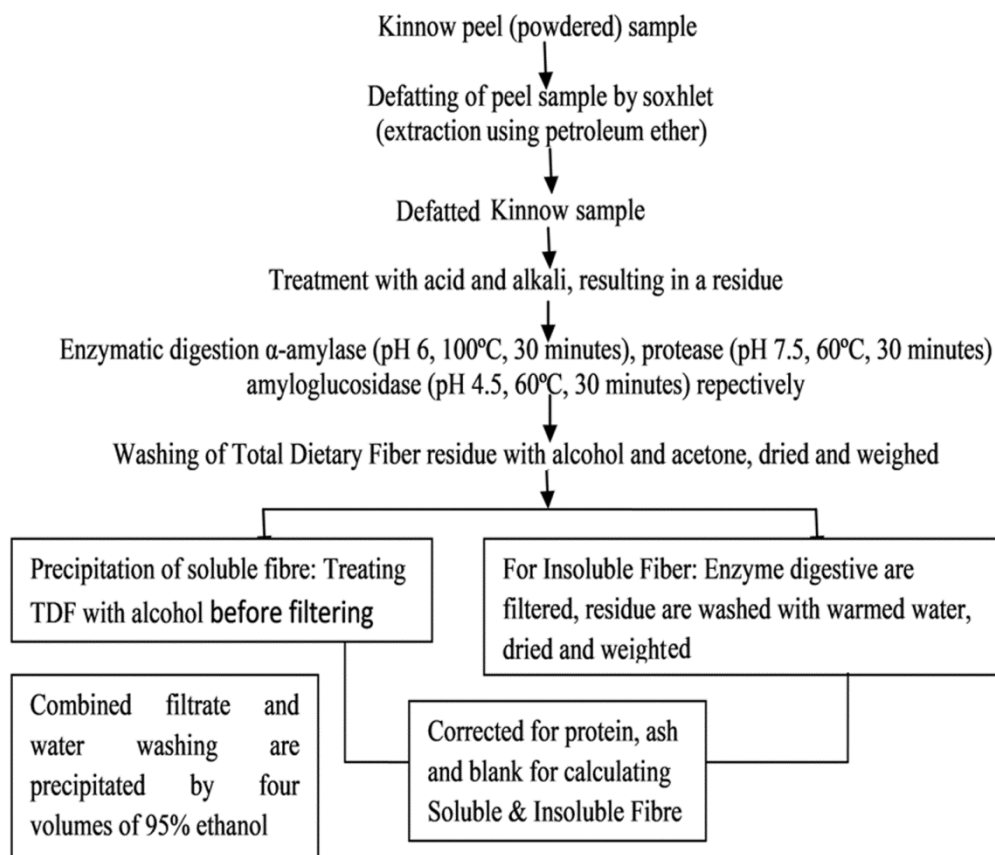 Kinnow peel (powdered) sample
Defatting of peel sample by soxhlet
(extraction using petroleum ether)
Defatted Kinnow sample
Treatment with acid and alkali, resulting in a residue
Enzymatic digestion α-amylase (pH 6, 100ºC, 30 minutes), protease (pH 7.5, 60ºC, 30 minutes)
amyloglucosidase (pH 4.5, 60ºC, 30 minutes) repectively
Washing of Total Dietary Fiber residue with alcohol and acetone, dried and weighed
Precipitation of soluble fibre: Treating
TDF with alcohol before filtering
For Insoluble Fiber: Enzyme digestive are
filtered, residue are washed with warmed water,
dried and weighted
Combined filtrate and
water washing are
precipitated by four
volumes of 95% ethanol
Corrected for protein, ash
and blank for calculating
Soluble & Insoluble Fibre